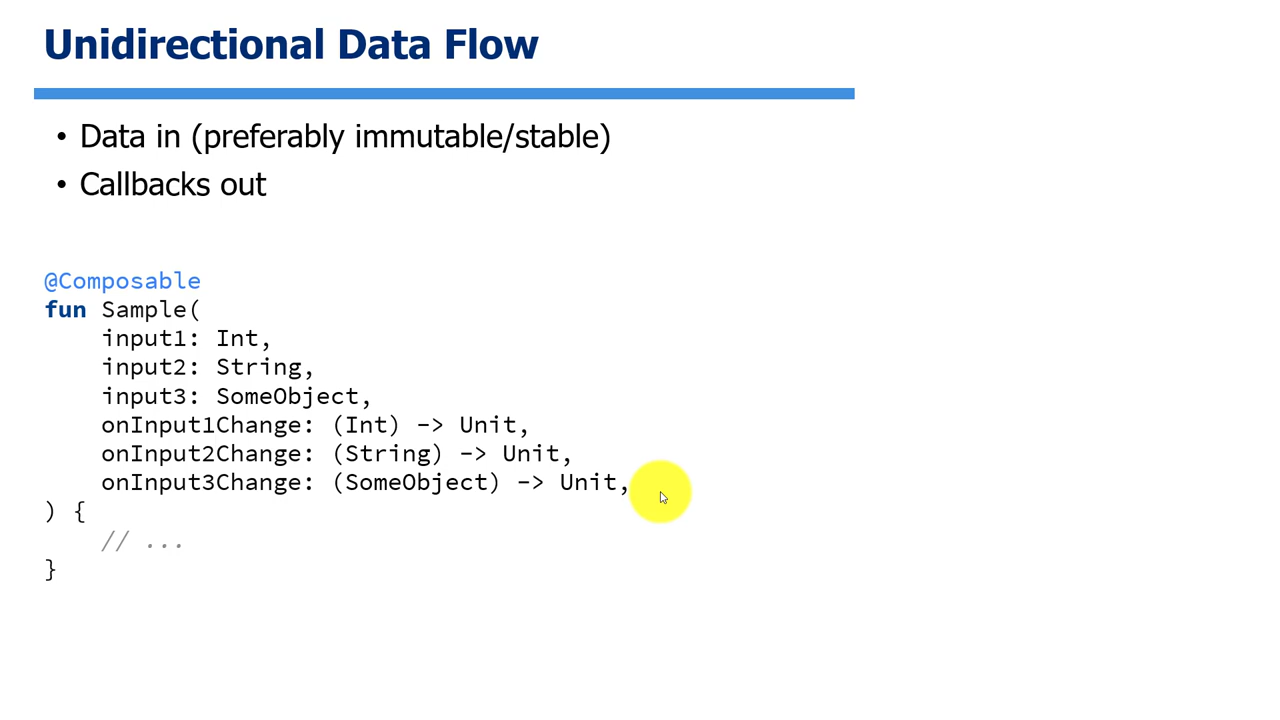 Unidirectional Data Flow
• Data in (preferably immutable/stable)
• Callbacks out
@Composable
fun Sample(
    input1: Int,
    input2: String,
    input3: SomeObject,
    onInput1Change: (Int) -> Unit,
    onInput2Change: (String) -> Unit,
    onInput3Change: (SomeObject) -> Unit,
) {
    // ...
}